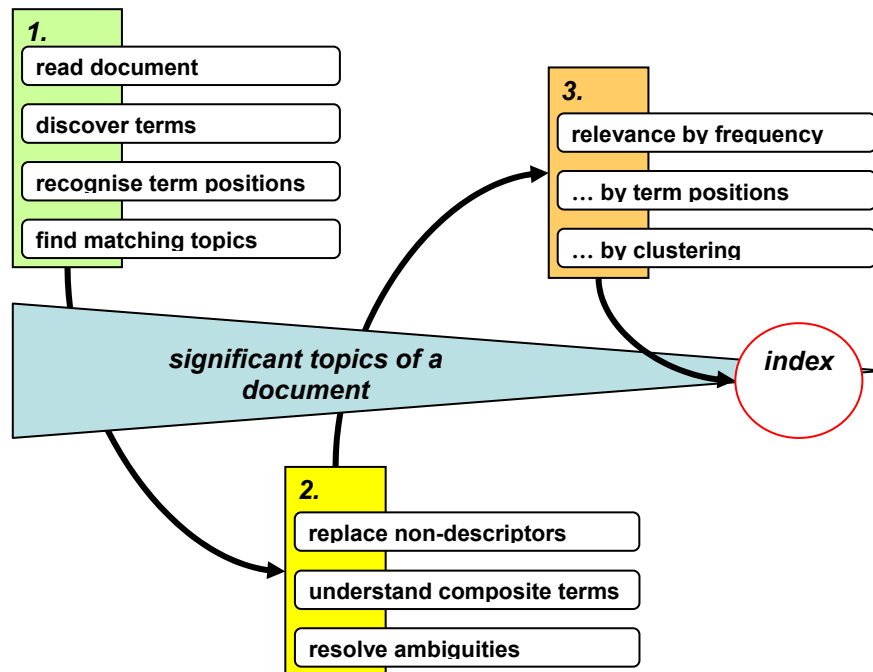 1.
read document
discover terms
recognise term positions
find matching topics
3.
relevance by frequency
... by term positions
... by clustering
significant topics of a
document
index
2.
replace non-descriptors
understand composite terms
resolve ambiguities